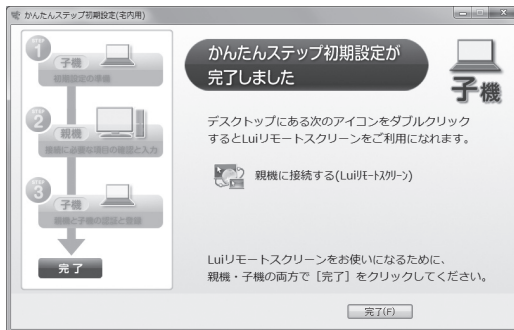 かんたんステップ初期設定(宅内用)
STEP
1
子機
初期設定の準備
STEP
2
親機
接続に必要な項目の確認と入力
STEP
3
子機
親機と子機の認証と登録
完了
かんたんステップ初期設定が
完了しました
子機
デスクトップにある次のアイコンをダブルクリック
するとLuiリモートスクリーンをご利用になれます。
親機に接続する(Luiリモートスクリーン)
Luiリモートスクリーンをお使いになるために、
親機・子機の両方で［完了］をクリックしてください。
完了(F)